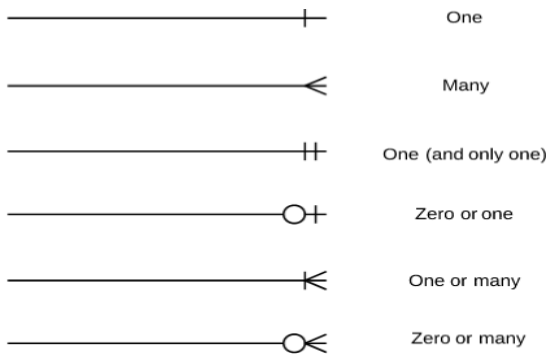 One
Many
One (and only one)
Zero or one
One or many
Zero or many